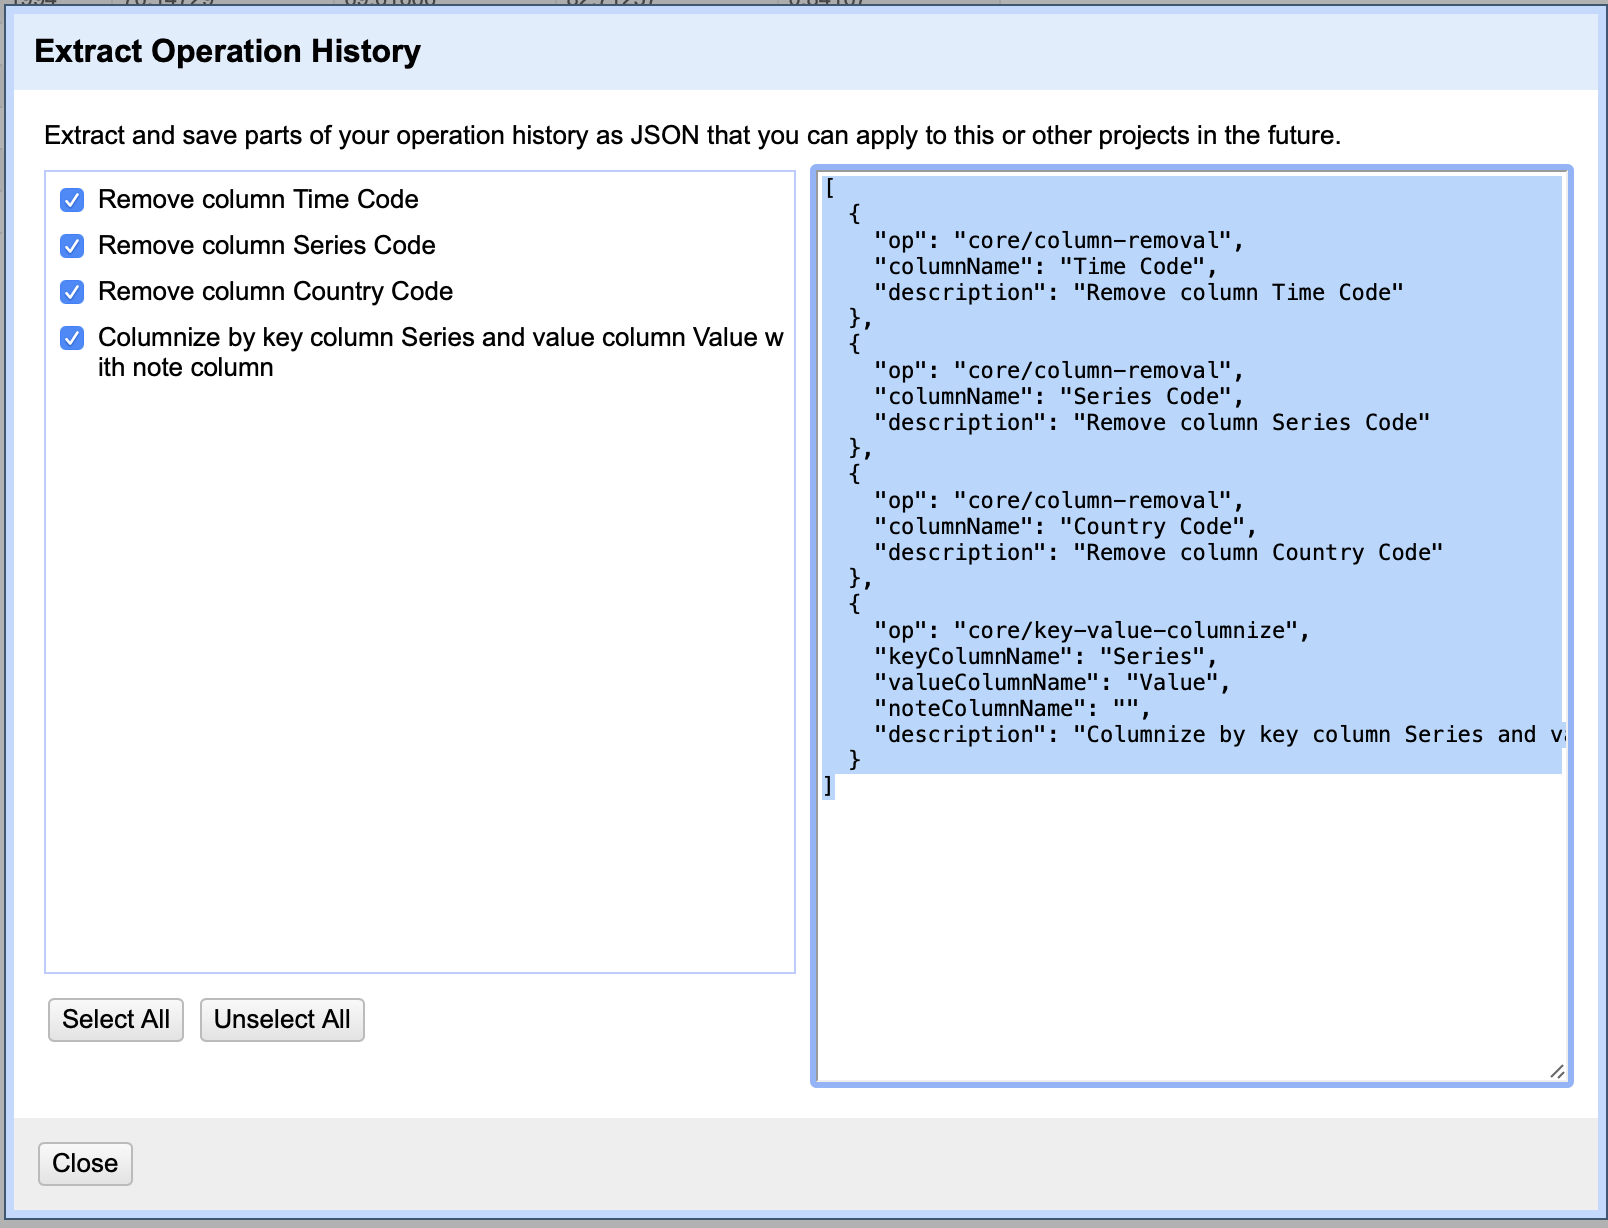 Extract Operation History
Extract and save parts of your operation history as JSON that you can apply to this or other projects in the future.
Remove column Time Code
Remove column Series Code
Remove column Country Code
Columnize by key column Series and value column Value w
ith note column
[
  {
    "op": "core/column-removal",
    "columnName": "Time Code",
    "description": "Remove column Time Code"
  },
  {
    "op": "core/column-removal",
    "columnName": "Series Code",
    "description": "Remove column Series Code"
  },
  {
    "op": "core/column-removal",
    "columnName": "Country Code",
    "description": "Remove column Country Code"
  },
  {
    "op": "core/key-value-columnize",
    "keyColumnName": "Series",
    "valueColumnName": "Value",
    "noteColumnName": "",
    "description": "Columnize by key column Series and
  }
]
Select All
Unselect All
Close